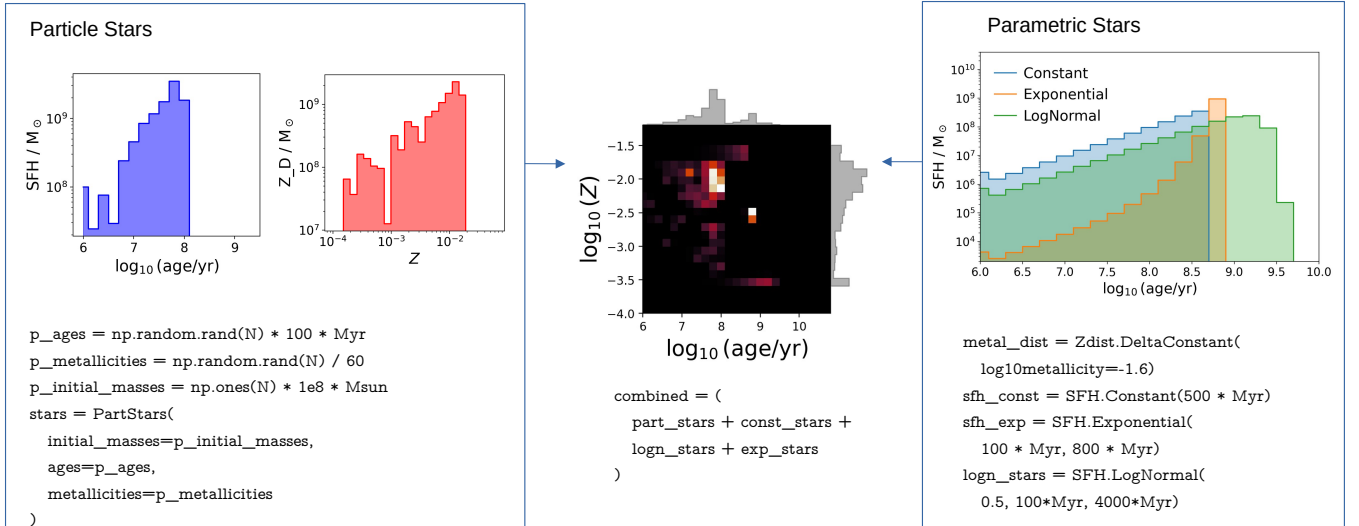 Particle Stars
SFH / M⊙
10⁹
10⁸
6 7 8 9
log₁₀(age/yr)
Z_D / M⊙
10⁹
10⁸
10⁷
10⁻⁴ 10⁻³ 10⁻²
Z
p_ages = np.random.rand(N) * 100 * Myr
p_metallicities = np.random.rand(N) / 60
p_initial_masses = np.ones(N) * 1e8 * Msun
stars = PartStars(
initial_masses=p_initial_masses,
ages=p_ages,
metallicities=p_metallicities
)
log₁₀(Z)
−1.5
−2.0
−2.5
−3.0
−3.5
−4.0
6 7 8 9 10
log₁₀(age/yr)
combined = (
part_stars + const_stars +
logn_stars + exp_stars
)
Parametric Stars
SFH / M⊙
10¹⁰
10⁹
10⁸
10⁷
10⁶
10⁵
10⁴
Constant
Exponential
LogNormal
6.0 6.5 7.0 7.5 8.0 8.5 9.0 9.5 10.0
log₁₀(age/yr)
metal_dist = Zdist.DeltaConstant(
log10metallicity=-1.6)
sfh_const = SFH.Constant(500 * Myr)
sfh_exp = SFH.Exponential(
100 * Myr, 800 * Myr)
logn_stars = SFH.LogNormal(
0.5, 100*Myr, 4000*Myr)